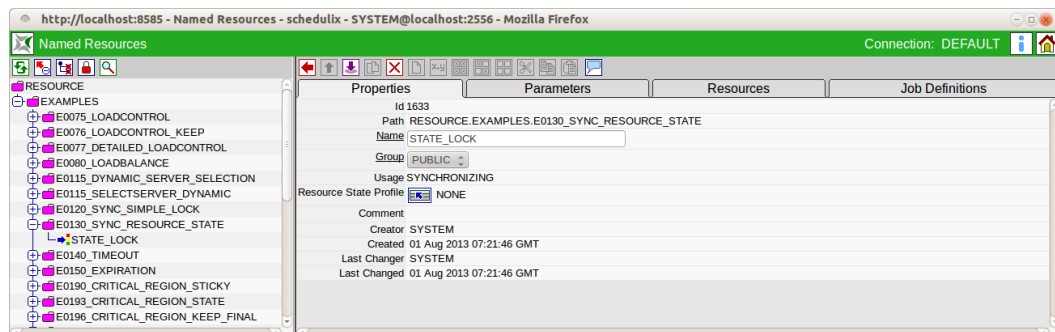 http://localhost:8585 - Named Resources - schedulix - SYSTEM@localhost:2556 - Mozilla Firefox
Named Resources
Connection: DEFAULT
RESOURCE
EXAMPLES
E0075_LOADCONTROL
E0076_LOADCONTROL_KEEP
E0077_DETAILED_LOADCONTROL
E0080_LOADBALANCE
E0115_DYNAMIC_SERVER_SELECTION
E0115_SELECTSERVER_DYNAMIC
E0120_SYNC_SIMPLE_LOCK
E0130_SYNC_RESOURCE_STATE
STATE_LOCK
E0140_TIMEOUT
E0150_EXPIRATION
E0190_CRITICAL_REGION_STICKY
E0193_CRITICAL_REGION_STATE
E0196_CRITICAL_REGION_KEEP_FINAL
x-y
Properties Parameters Resources Job Definitions
Id 1633
Path RESOURCE.EXAMPLES.E0130_SYNC_RESOURCE_STATE
Name STATE_LOCK
Group PUBLIC
Usage SYNCHRONIZING
Resource State Profile NONE
Comment
Creator SYSTEM
Created 01 Aug 2013 07:21:46 GMT
Last Changer SYSTEM
Last Changed 01 Aug 2013 07:21:46 GMT